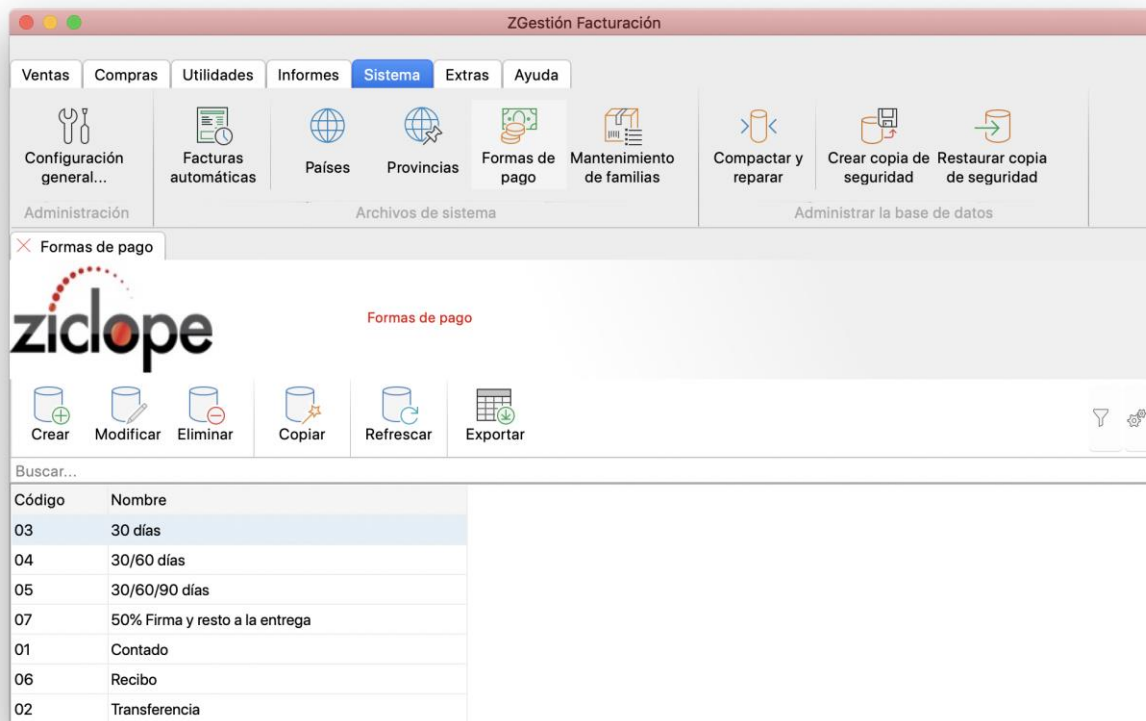 ZGestión Facturación
Ventas Compras Utilidades Informes Sistema Extras Ayuda
Configuración general...
Facturas automáticas
Países
Provincias
Formas de pago
Mantenimiento de familias
Compactar y reparar
Crear copia de seguridad
Restaurar copia de seguridad
Administración Archivos de sistema Administrar la base de datos
Formas de pago
ziclope
Formas de pago
Crear Modificar Eliminar Copiar Refrescar Exportar
Buscar...
Código Nombre
03 30 días
04 30/60 días
05 30/60/90 días
07 50% Firma y resto a la entrega
01 Contado
06 Recibo
02 Transferencia